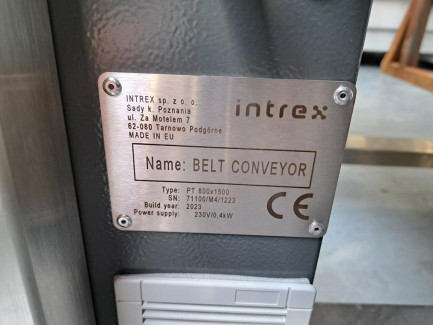 INTREX sp. z o. o.
Sady k. Poznania
ul. Za Motelem 7
62-080 Tarnowo Podgórne
MADE IN EU
intrex
Name: BELT CONVEYOR
Type: PT 800x1500
SN: 71100/M4/1223
Build year: 2023
Power supply: 230V/0,4kW
CE